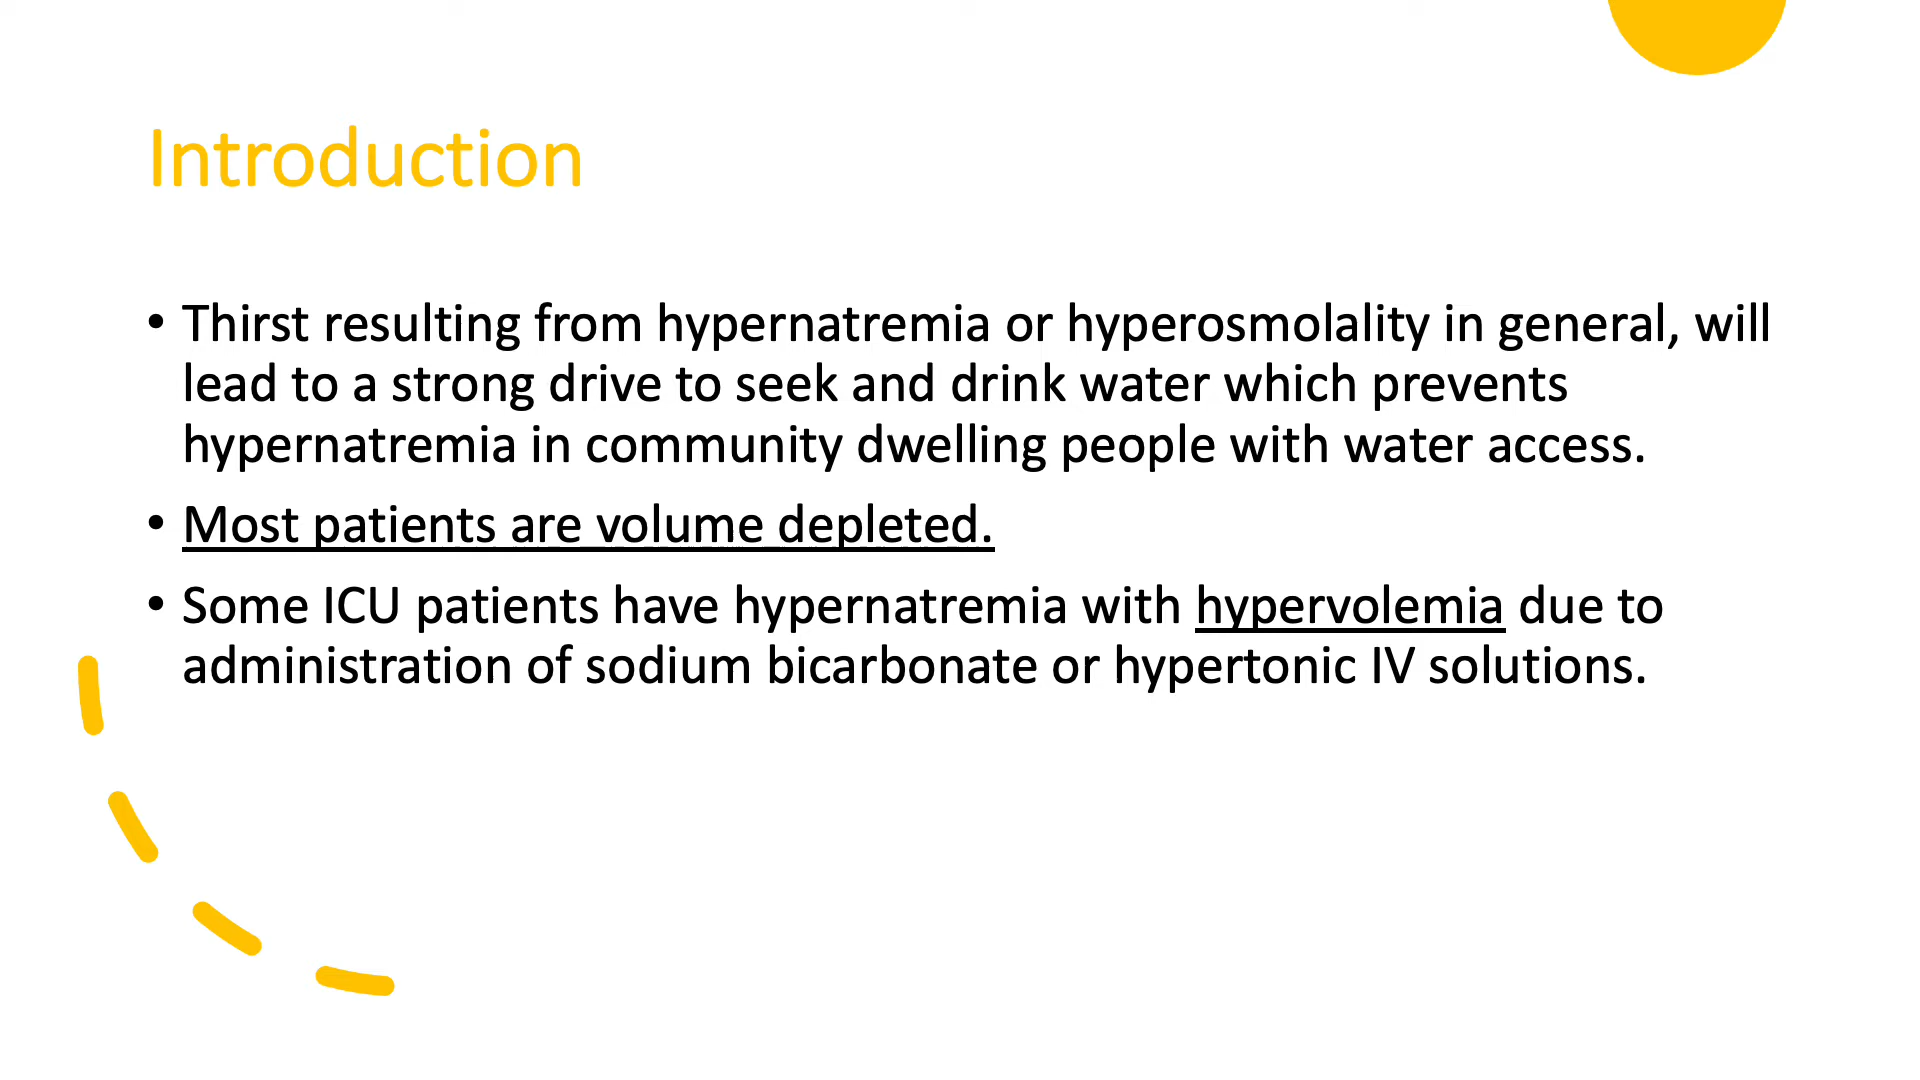 Introduction
• Thirst resulting from hypernatremia or hyperosmolality in general, will
lead to a strong drive to seek and drink water which prevents
hypernatremia in community dwelling people with water access.
• Most patients are volume depleted.
• Some ICU patients have hypernatremia with hypervolemia due to
administration of sodium bicarbonate or hypertonic IV solutions.